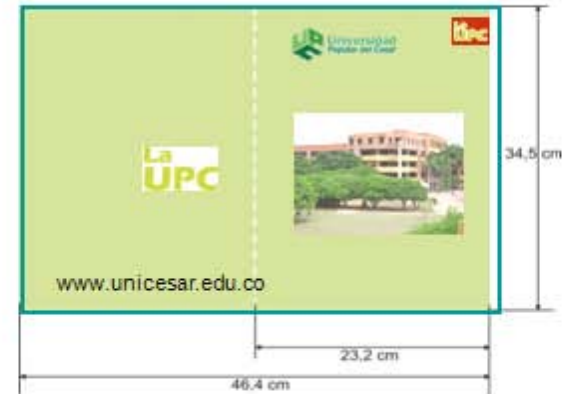 Universidad
Popular del Cesar
La
UPC
La
UPC
www.unicesar.edu.co
34,5 cm
23,2 cm
46.4 cm